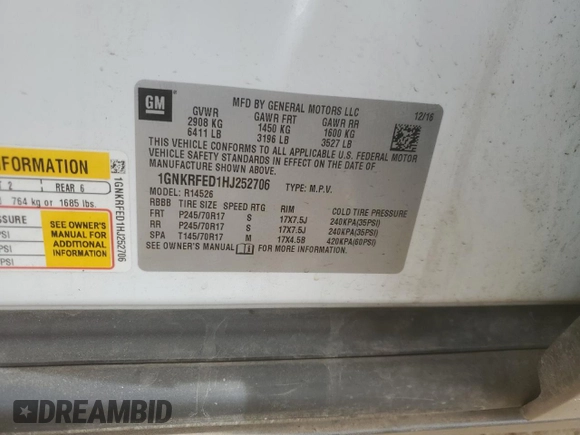 GM
MFD BY GENERAL MOTORS LLC 12/16
GVWR GAWR FRT GAWR RR
2908 KG 1450 KG 1600 KG
6411 LB 3196 LB 3527 LB
THIS VEHICLE CONFORMS TO ALL APPLICABLE U.S. FEDERAL MOTOR
VEHICLE SAFETY STANDARDS IN EFFECT ON THE DATE OF
MANUFACTURE SHOWN ABOVE.
1GNKRFED1HJ252706 TYPE: M.P.V.
MODEL: R14526
RBBB TIRE SIZE SPEED RTG RIM COLD TIRE PRESSURE
FRT P245/70R17 S 17X7.5J 240KPA(35PSI)
RR P245/70R17 S 17X7.5J 240KPA(35PSI)
SPA T145/70R17 M 17X4.5B 420KPA(60PSI)
SEE OWNER'S MANUAL FOR MORE INFORMATION.
INFORMATION
2 REAR 6
764 kg or 1685 lbs.
SEE OWNER'S
MANUAL FOR
ADDITIONAL
INFORMATION
1GNKRFED1HJ252706
DREAMBID